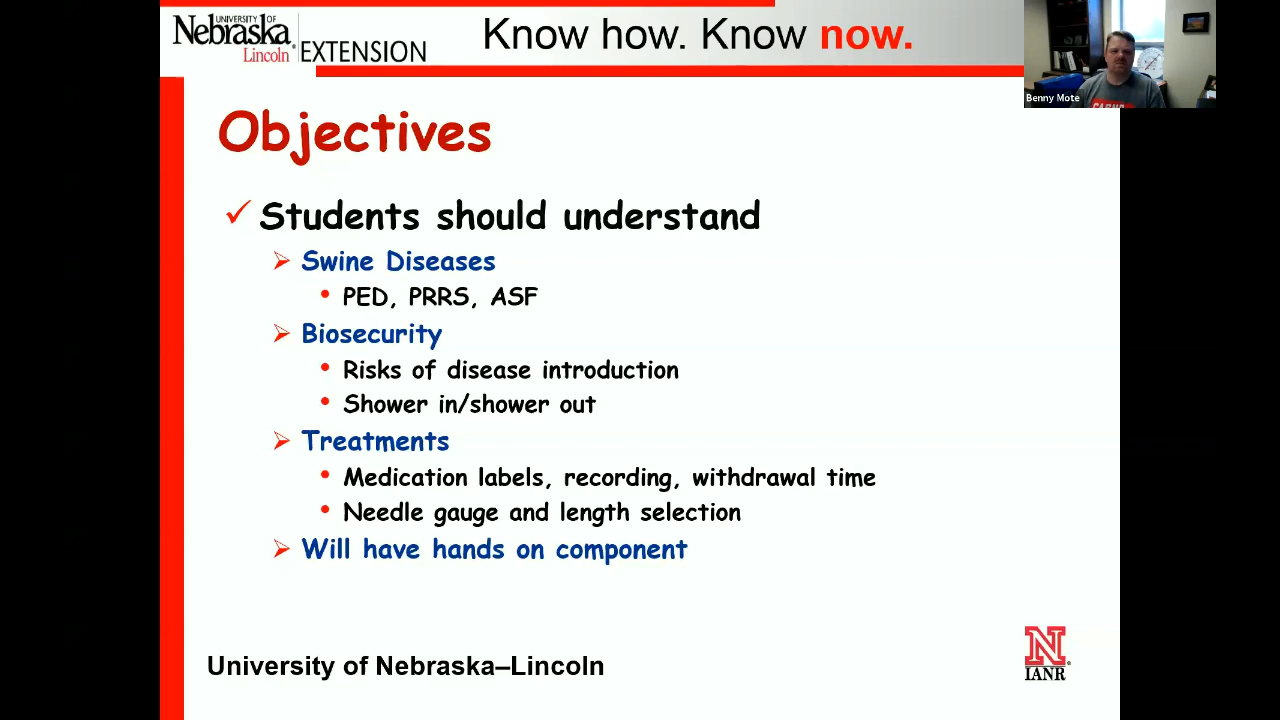 UNIVERSITY OF
Nebraska
Lincoln
EXTENSION
Know how. Know now.
Benny Mote
Objectives
Students should understand
Swine Diseases
PED, PRRS, ASF
Biosecurity
Risks of disease introduction
Shower in/shower out
Treatments
Medication labels, recording, withdrawal time
Needle gauge and length selection
Will have hands on component
University of Nebraska–Lincoln
N
IANR